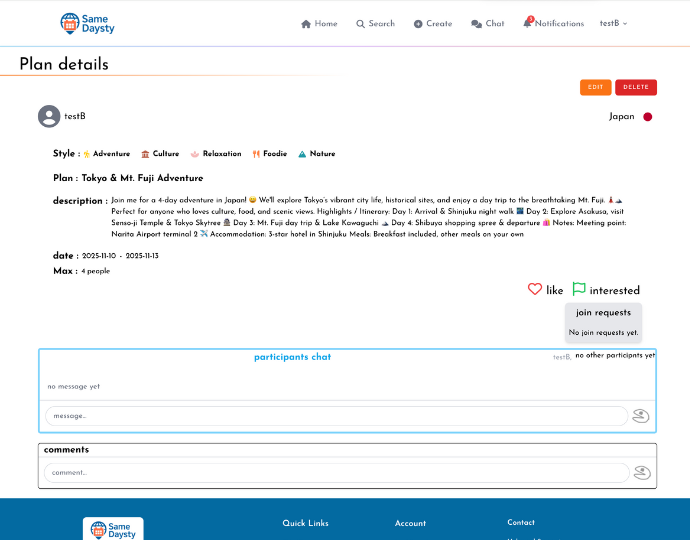 Same
Daysty
Home
Search
Create
Chat
Notifications
testB
Plan details
EDIT
DELETE
testB
Japan
Style : Adventure Culture Relaxation Foodie Nature
Plan : Tokyo & Mt. Fuji Adventure
description : Join me for a 4-day adventure in Japan! 😄 We'll explore Tokyo's vibrant city life, historical sites, and enjoy a day trip to the breathtaking Mt. Fuji. 🗼🗻
Perfect for anyone who loves culture, food, and scenic views. Highlights / Itinerary: Day 1: Arrival & Shinjuku night walk 🌃 Day 2: Explore Asakusa, visit
Senso-ji Temple & Tokyo Skytree 🏯 Day 3: Mt. Fuji day trip & Lake Kawaguchi 🗻 Day 4: Shibuya shopping spree & departure 🛍️ Notes: Meeting point:
Narita Airport terminal 2 ✈️ Accommodation: 3-star hotel in Shinjuku Meals: Breakfast included, other meals on your own
date : 2025-11-10 - 2025-11-13
Max : 4 people
like
interested
join requests
No join requests yet.
participants chat
testB, no other participnts yet
no message yet
message...
comments
comment...
Same
Daysty
Quick Links
Account
Contact